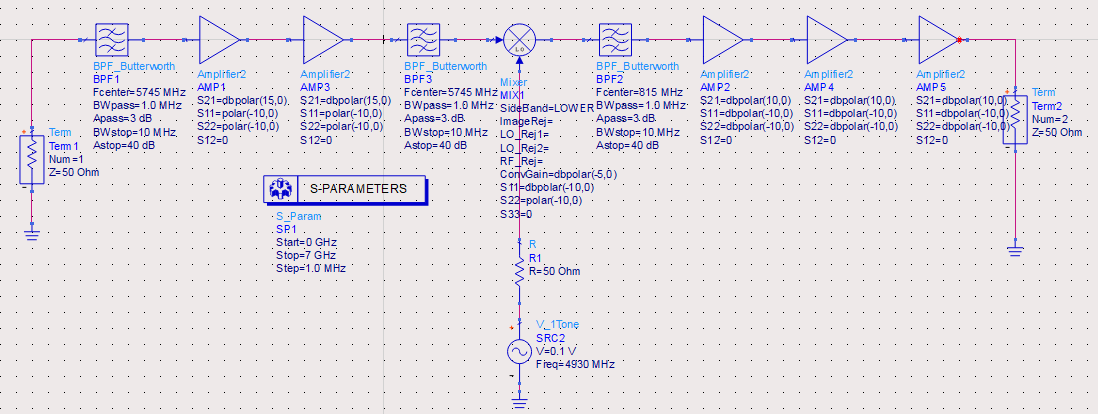 BPF_Butterworth
BPF1
Fcenter=5745 MHz
BWpass=1.0 MHz
Apass=3 dB
BWstop=10 MHz
Astop=40 dB
Amplifier2
AMP1
S21=dbpolar(15,0)
S11=polar(-10,0)
S22=polar(-10,0)
S12=0
Amplifier2
AMP3
S21=dbpolar(15,0)
S11=polar(-10,0)
S22=polar(-10,0)
S12=0
BPF_Butterworth
BPF3
Fcenter=5745 MHz
BWpass=1.0 MHz
Apass=3 dB
BWstop=10 MHz
Astop=40 dB
LO
Mixer
MIX1
SideBand=LOWER
ImageRej=
LO_Rej1=
LO_Rej2=
RF_Rej=
ConvGain=dbpolar(-5,0)
S11=dbpolar(-10,0)
S22=polar(-10,0)
S33=0
BPF_Butterworth
BPF2
Fcenter=815 MHz
BWpass=1.0 MHz
Apass=3 dB
BWstop=10 MHz
Astop=40 dB
Amplifier2
AMP2
S21=dbpolar(10,0)
S11=dbpolar(-10,0)
S22=dbpolar(-10,0)
S12=0
Amplifier2
AMP4
S21=dbpolar(10,0)
S11=dbpolar(-10,0)
S22=dbpolar(-10,0)
S12=0
Amplifier2
AMP5
S21=dbpolar(10,0)
S11=dbpolar(-10,0)
S22=dbpolar(-10,0)
S12=0
Term
Term2
Num=2
Z=50 Ohm
Term
Term1
Num=1
Z=50 Ohm
S-PARAMETERS
S_Param
SP1
Start=0 GHz
Stop=7 GHz
Step=1.0 MHz
R
R1
R=50 Ohm
V_1Tone
SRC2
V=0.1 V
Freq=4930 MHz